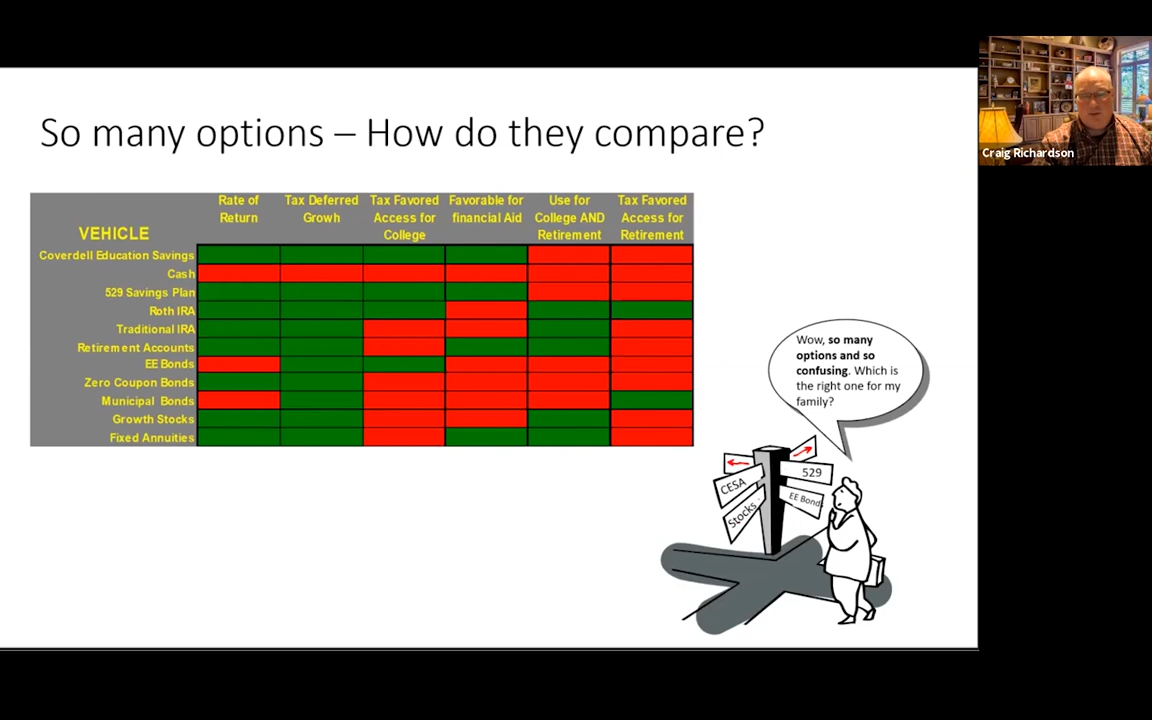 So many options – How do they compare?
Craig Richardson
VEHICLE
Rate of
Return
Tax Deferred
Growth
Tax Favored
Access for
College
Favorable for
financial Aid
Use for
College AND
Retirement
Tax Favored
Access for
Retirement
Coverdell Education Savings
Cash
529 Savings Plan
Roth IRA
Traditional IRA
Retirement Accounts
EE Bonds
Zero Coupon Bonds
Municipal Bonds
Growth Stocks
Fixed Annuities
Wow, so many
options and so
confusing. Which is
the right one for my
family?
529
CESA
EE Bonds
Stocks